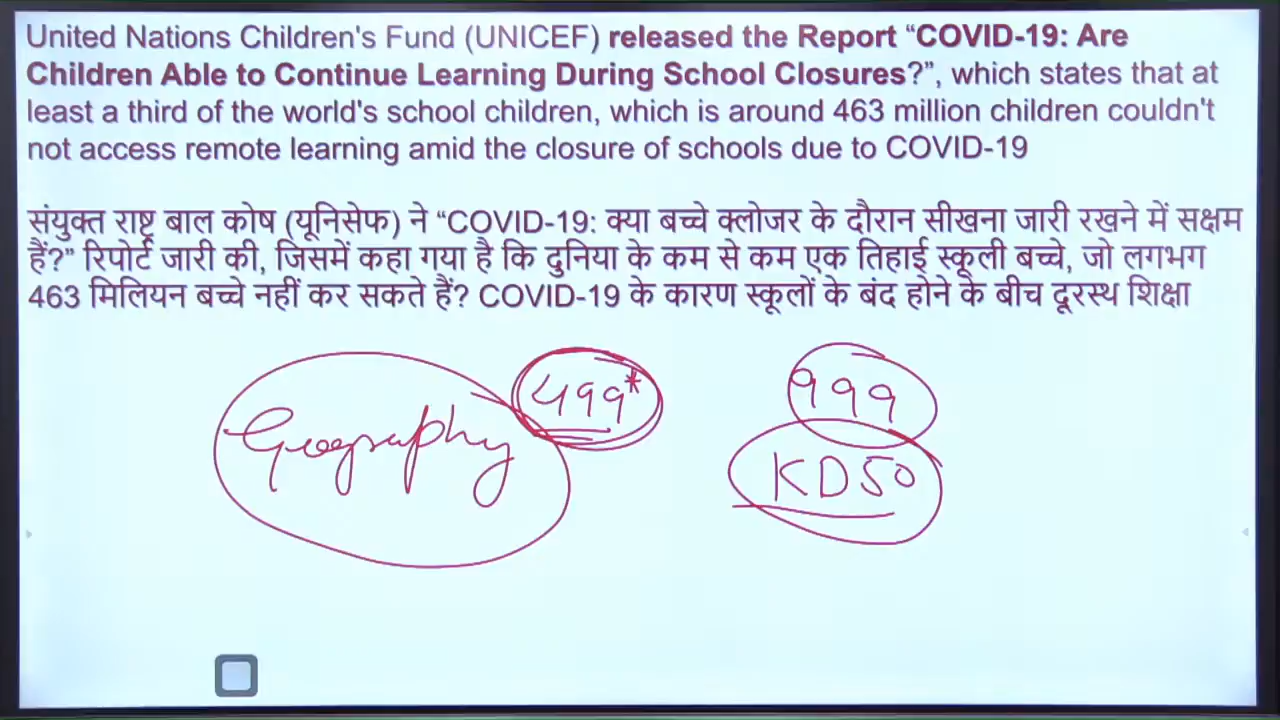 United Nations Children's Fund (UNICEF) released the Report “COVID-19: Are
Children Able to Continue Learning During School Closures?”, which states that at
least a third of the world's school children, which is around 463 million children couldn't
not access remote learning amid the closure of schools due to COVID-19
संयुक्त राष्ट्र बाल कोष (यूनिसेफ) ने “COVID-19: क्या बच्चे क्लोजर के दौरान सीखना जारी रखने में सक्षम
हैं?” रिपोर्ट जारी की, जिसमें कहा गया है कि दुनिया के कम से कम एक तिहाई स्कूली बच्चे, जो लगभग
463 मिलियन बच्चे नहीं कर सकते हैं? COVID-19 के कारण स्कूलों के बंद होने के बीच दूरस्थ शिक्षा
499* 999
Geography KD50